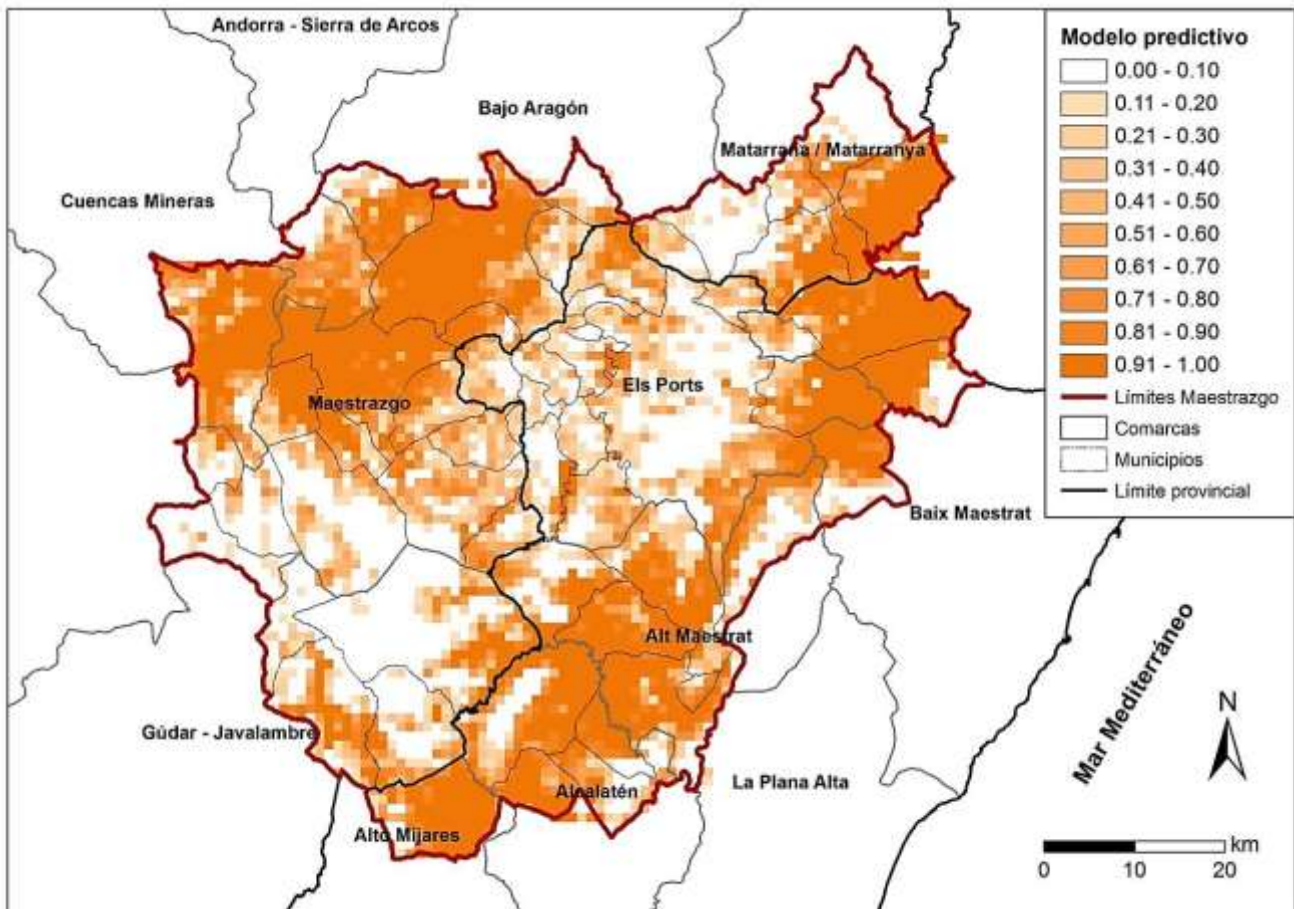 Andorra - Sierra de Arcos
Bajo Aragón
Matarraña / Matarranya
Cuencas Mineras
Els Ports
Maestrazgo
Baix Maestrat
Alt Maestrat
Gúdar - Javalambre
La Plana Alta
Alcalatén
Alto Mijares
Mar Mediterráneo
Modelo predictivo
0.00 - 0.10
0.11 - 0.20
0.21 - 0.30
0.31 - 0.40
0.41 - 0.50
0.51 - 0.60
0.61 - 0.70
0.71 - 0.80
0.81 - 0.90
0.91 - 1.00
Límites Maestrazgo
Comarcas
Municipios
Límite provincial
N
km
0 10 20